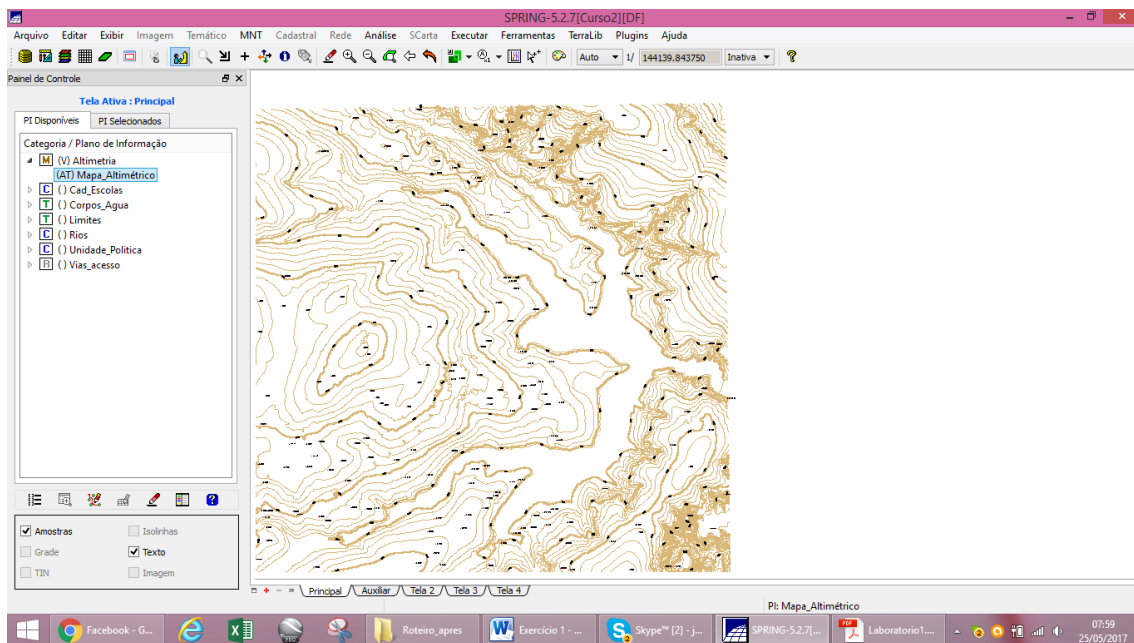 SPRING-5.2.7[Curso2][DF]
Arquivo Editar Exibir Imagem Temático MNT Cadastral Rede Análise SCarta Executar Ferramentas TerraLib Plugins Ajuda
Auto 1/ 144139.843750 Inativa
Painel de Controle
Tela Ativa : Principal
PI Disponíveis PI Selecionados
Categoria / Plano de Informação
M (V) Altimetria
(AT) Mapa_Altimétrico
C () Cad_Escolas
T () Corpos_Agua
T () Limites
C () Rios
C () Unidade_Politica
R () Vias_acesso
Amostras Isolinhas
Grade Texto
TIN Imagem
Principal Auxiliar Tela 2 Tela 3 Tela 4
PI: Mapa_Altimétrico
Facebook - G... Roteiro_apres Exercício 1 - ... Skype™ [2] - j... SPRING-5.2.7[... Laboratorio1....
07:59
25/05/2017